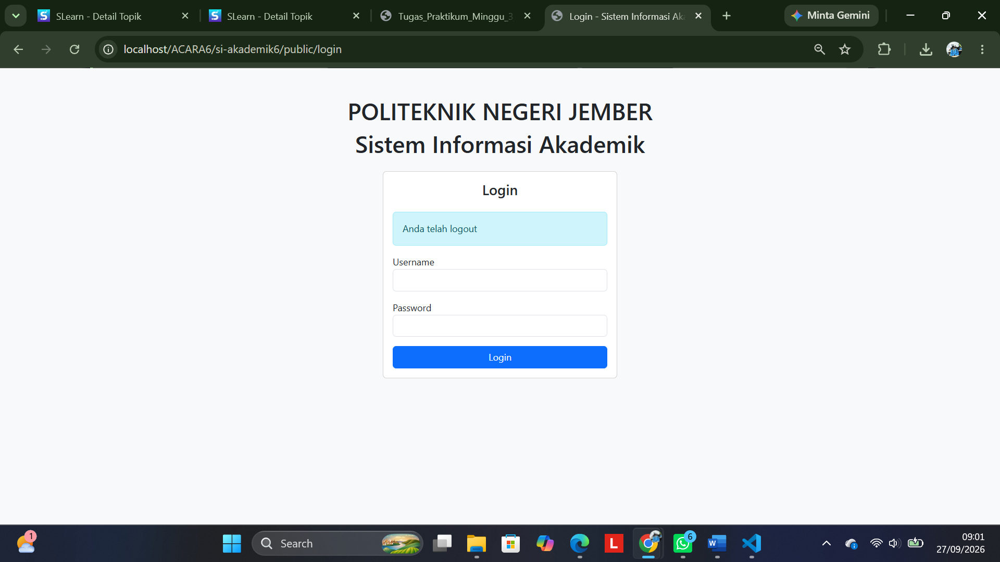 SLearn - Detail Topik
SLearn - Detail Topik
Tugas_Praktikum_Minggu_3
Login - Sistem Informasi Ak
Minta Gemini
localhost/ACARA6/si-akademik6/public/login
POLITEKNIK NEGERI JEMBER
Sistem Informasi Akademik
Login
Anda telah logout
Username
Password
Login
1
Search
L
6
W
09:01
27/09/2026